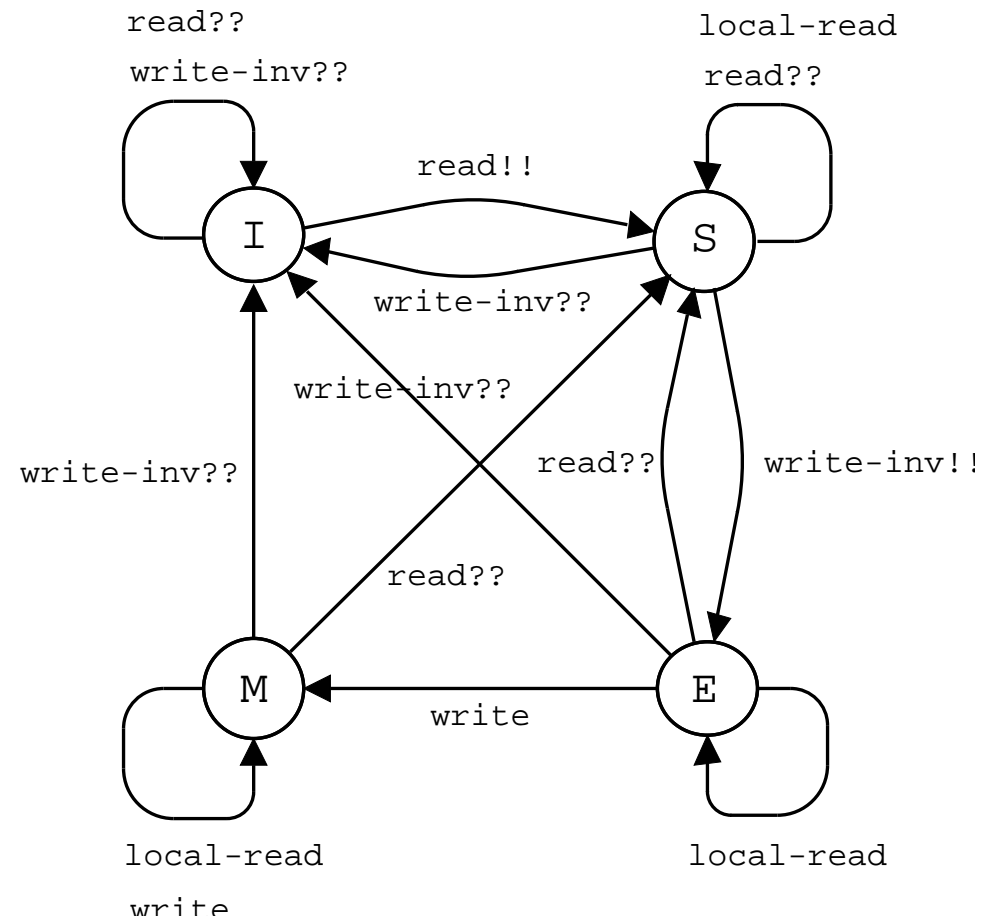 read??
write-inv??
local-read
read??
read!!
I
S
write-inv??
write-inv??
write-inv??
read??
write-inv!!
read??
M
E
write
local-read
write
local-read